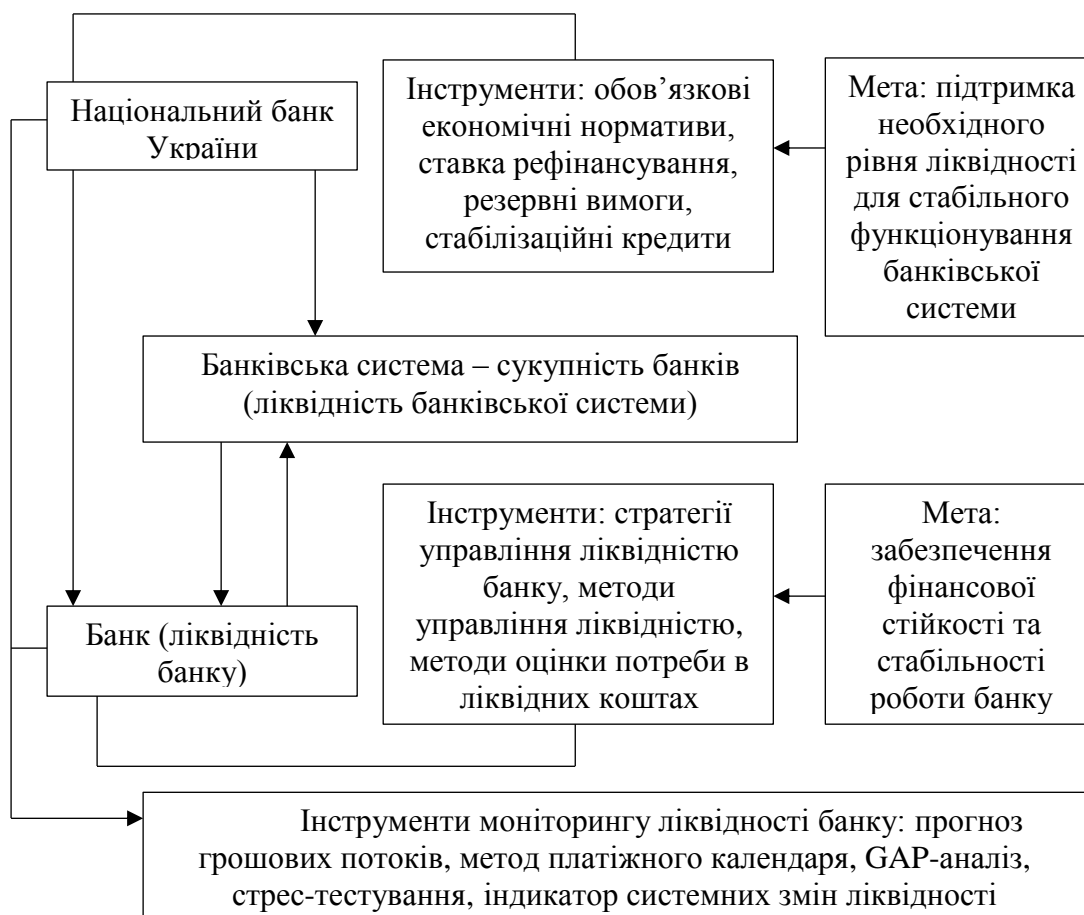 Національний банк
України
Інструменти: обов’язкові
економічні нормативи,
ставка рефінансування,
резервні вимоги,
стабілізаційні кредити
Мета: підтримка
необхідного
рівня ліквідності
для стабільного
функціонування
банківської
системи
Банківська система – сукупність банків
(ліквідність банківської системи)
Інструменти: стратегії
управління ліквідністю
банку, методи
управління ліквідністю,
методи оцінки потреби в
ліквідних коштах
Мета:
забезпечення
фінансової
стійкості та
стабільності
роботи банку
Банк (ліквідність
банку)
Інструменти моніторингу ліквідності банку: прогноз
грошових потоків, метод платіжного календаря, GAP-аналіз,
стрес-тестування, індикатор системних змін ліквідності